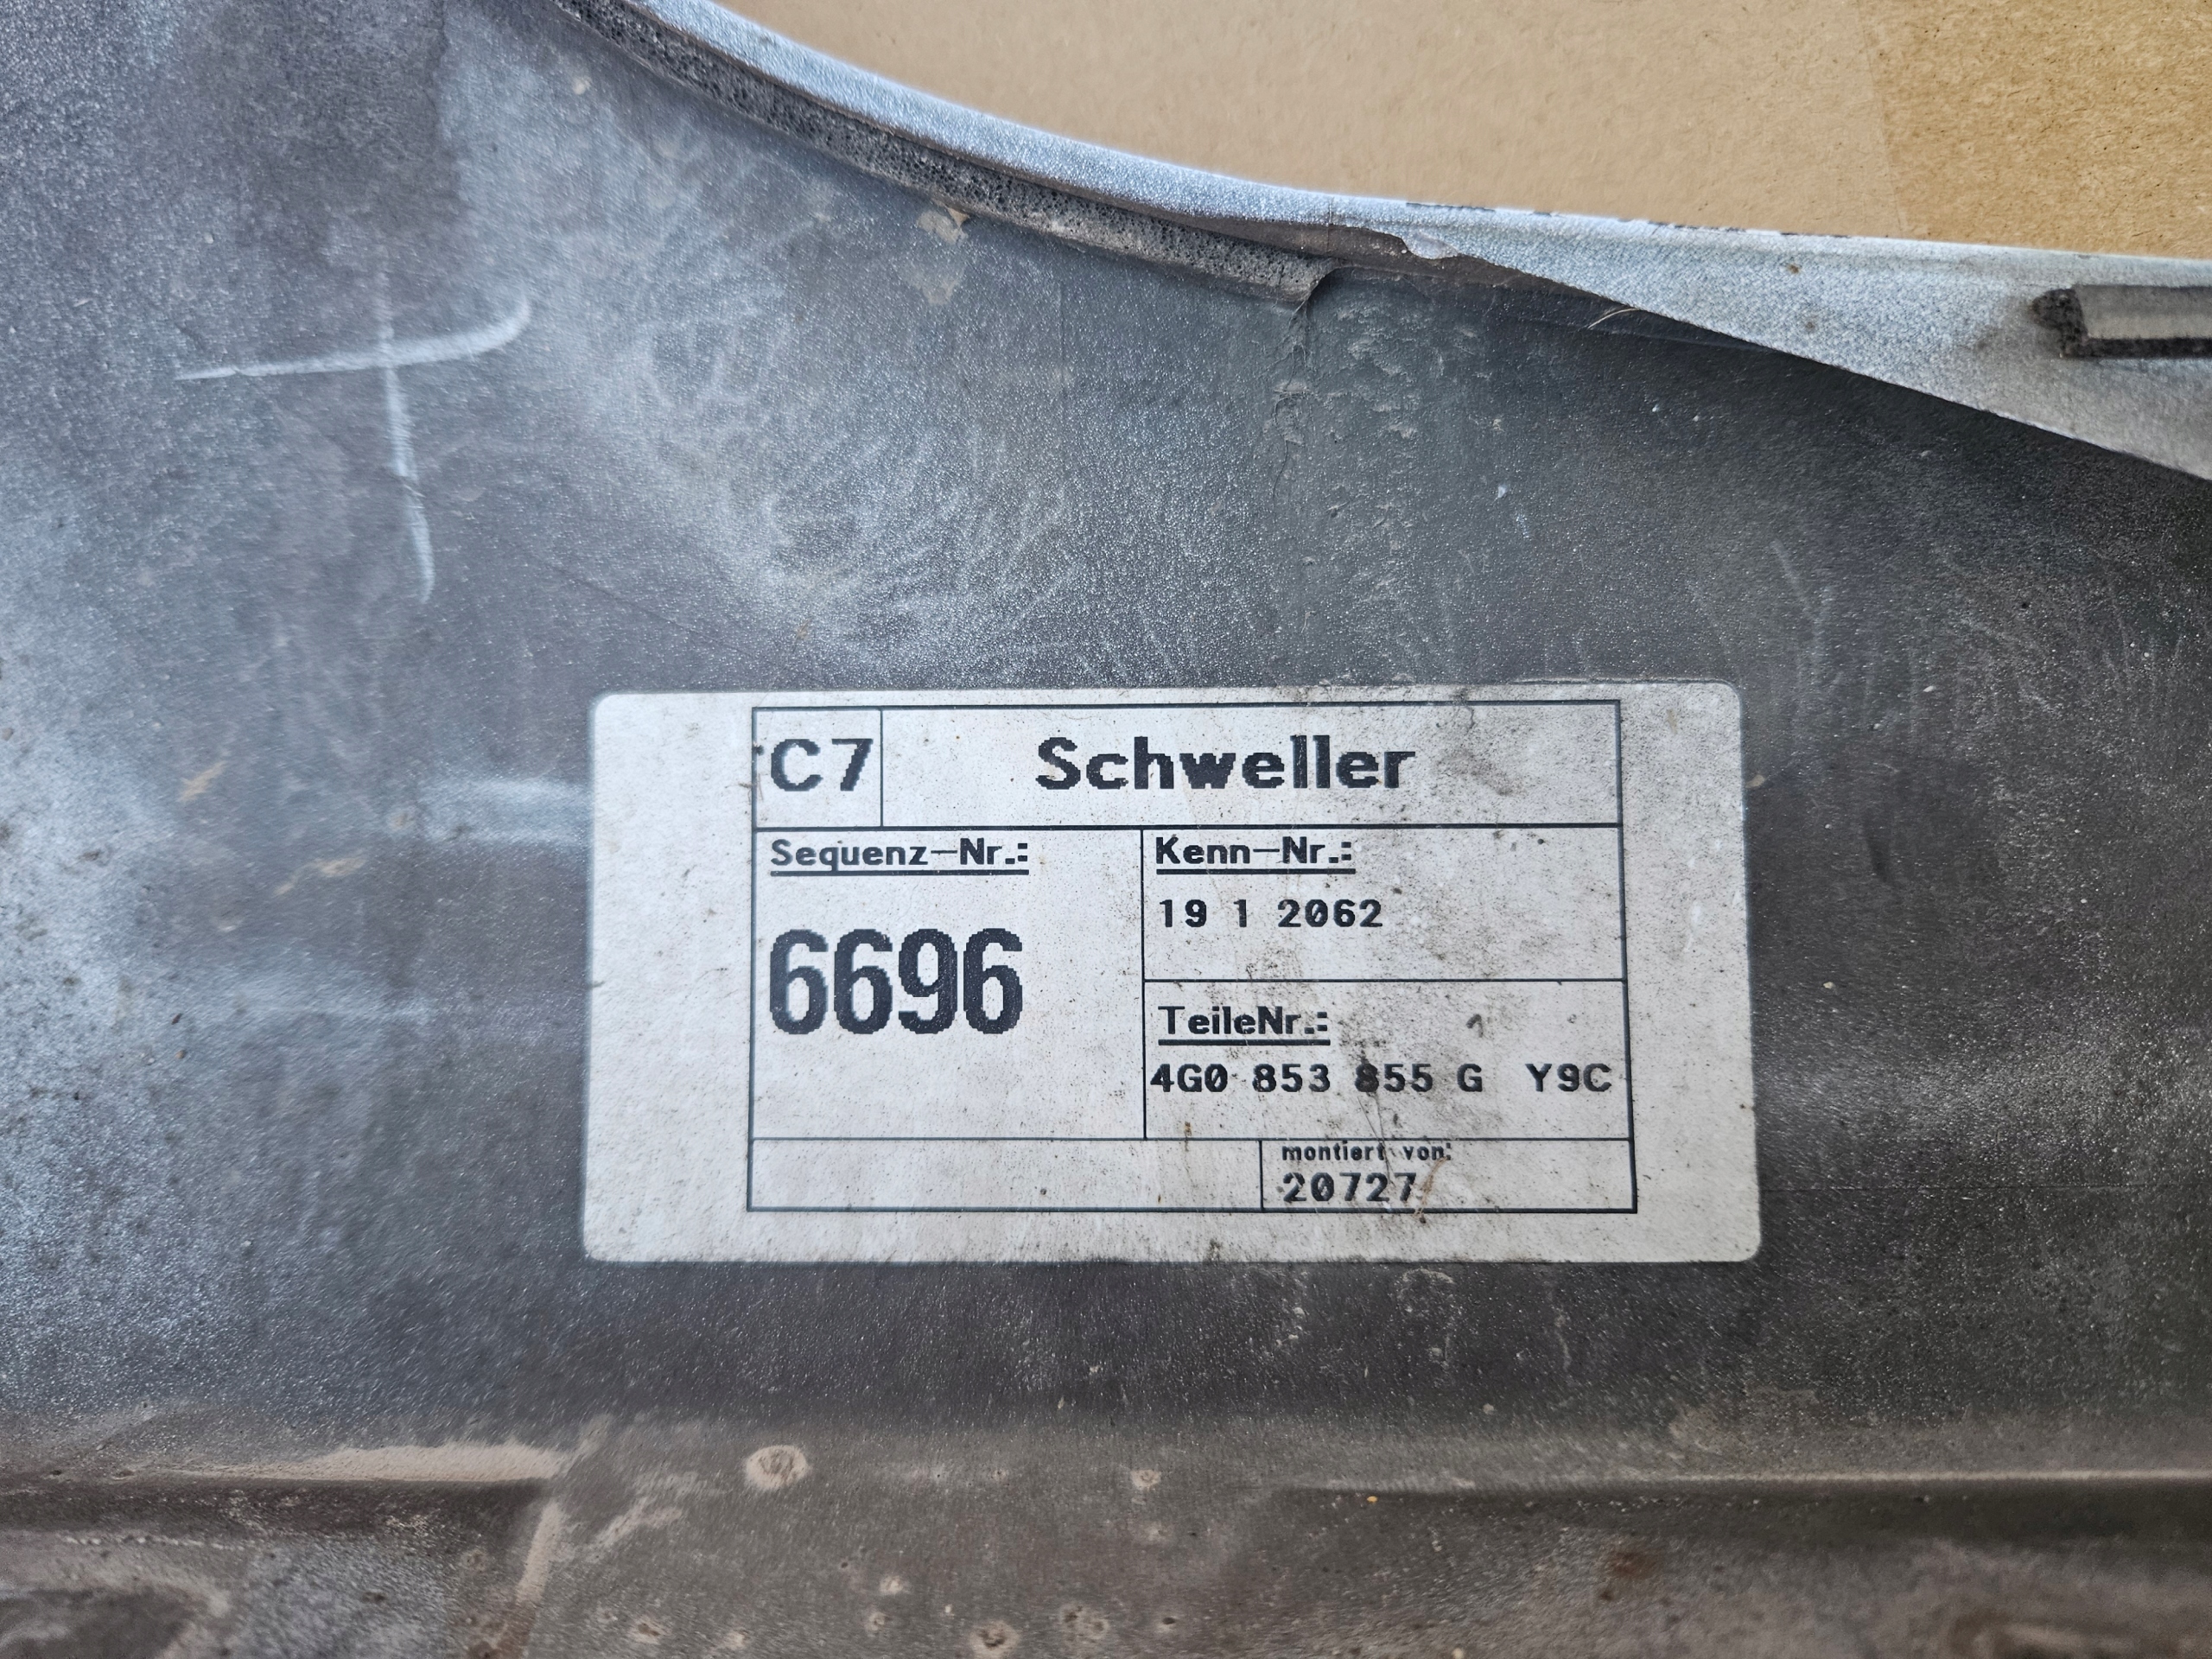 C7 Schweller
Sequenz-Nr.:
6696
Kenn-Nr.:
19 1 2062
TeileNr.:
4G0 853 855 G Y9C
montiert von:
20727